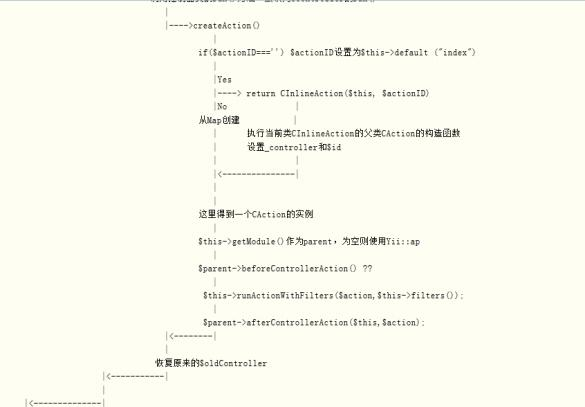 |
|---->createAction()
|
if($actionID==='') $actionID设置为$this->default ("index")
|
|Yes
|----> return CInlineAction($this, $actionID)
|No |
从Map创建 |
| 执行当前类CInlineAction的父类CAction的构造函数
| 设置_controller和$id
| |
|<---------------|
|
|
这里得到一个CAction的实例
|
$this->getModule()作为parent，为空则使用Yii::ap
|
$parent->beforeControllerAction() ??
|
$this->runActionWithFilters($action,$this->filters());
|
$parent->afterControllerAction($this,$action);
|<--------|
|
恢复原来的$oldController
|<-----------|
|
|<--------------|